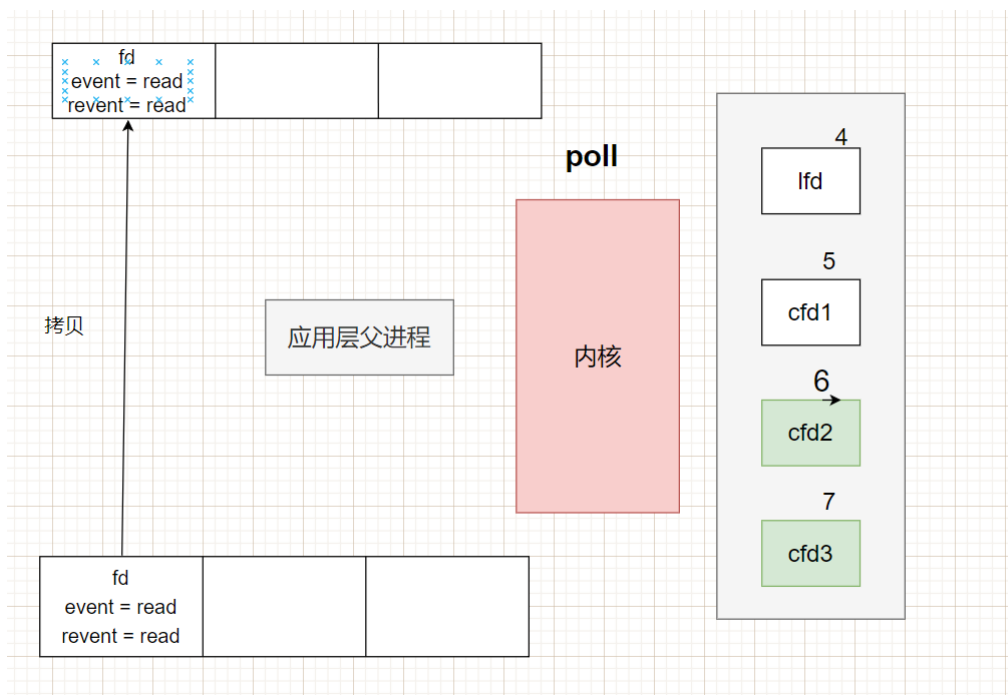 fd
event = read
revent = read
poll
4
lfd
5
cfd1
拷贝
应用层父进程
内核
6
cfd2
7
cfd3
fd
event = read
revent = read